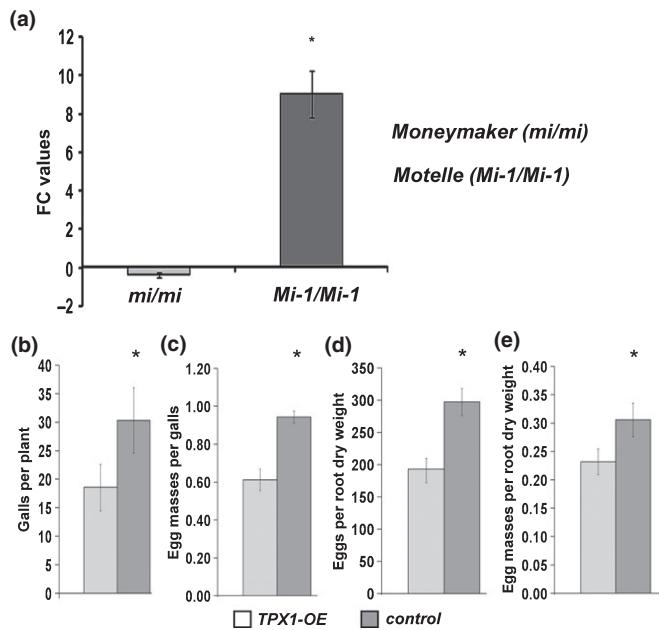 (a)
12
10
8
6
4
2
0
−2
FC values
*
mi/mi
Mi-1/Mi-1
Moneymaker (mi/mi)
Motelle (Mi-1/Mi-1)
(b)
40
35
30
25
20
15
10
5
0
Galls per plant
*
(c)
1.20
1.00
0.80
0.60
0.40
0.20
0.00
Egg masses per galls
*
(d)
350
300
250
200
150
100
50
0
Eggs per root dry weight
*
(e)
0.40
0.35
0.30
0.25
0.20
0.15
0.10
0.05
0.00
Egg masses per root dry weight
*
TPX1-OE
control